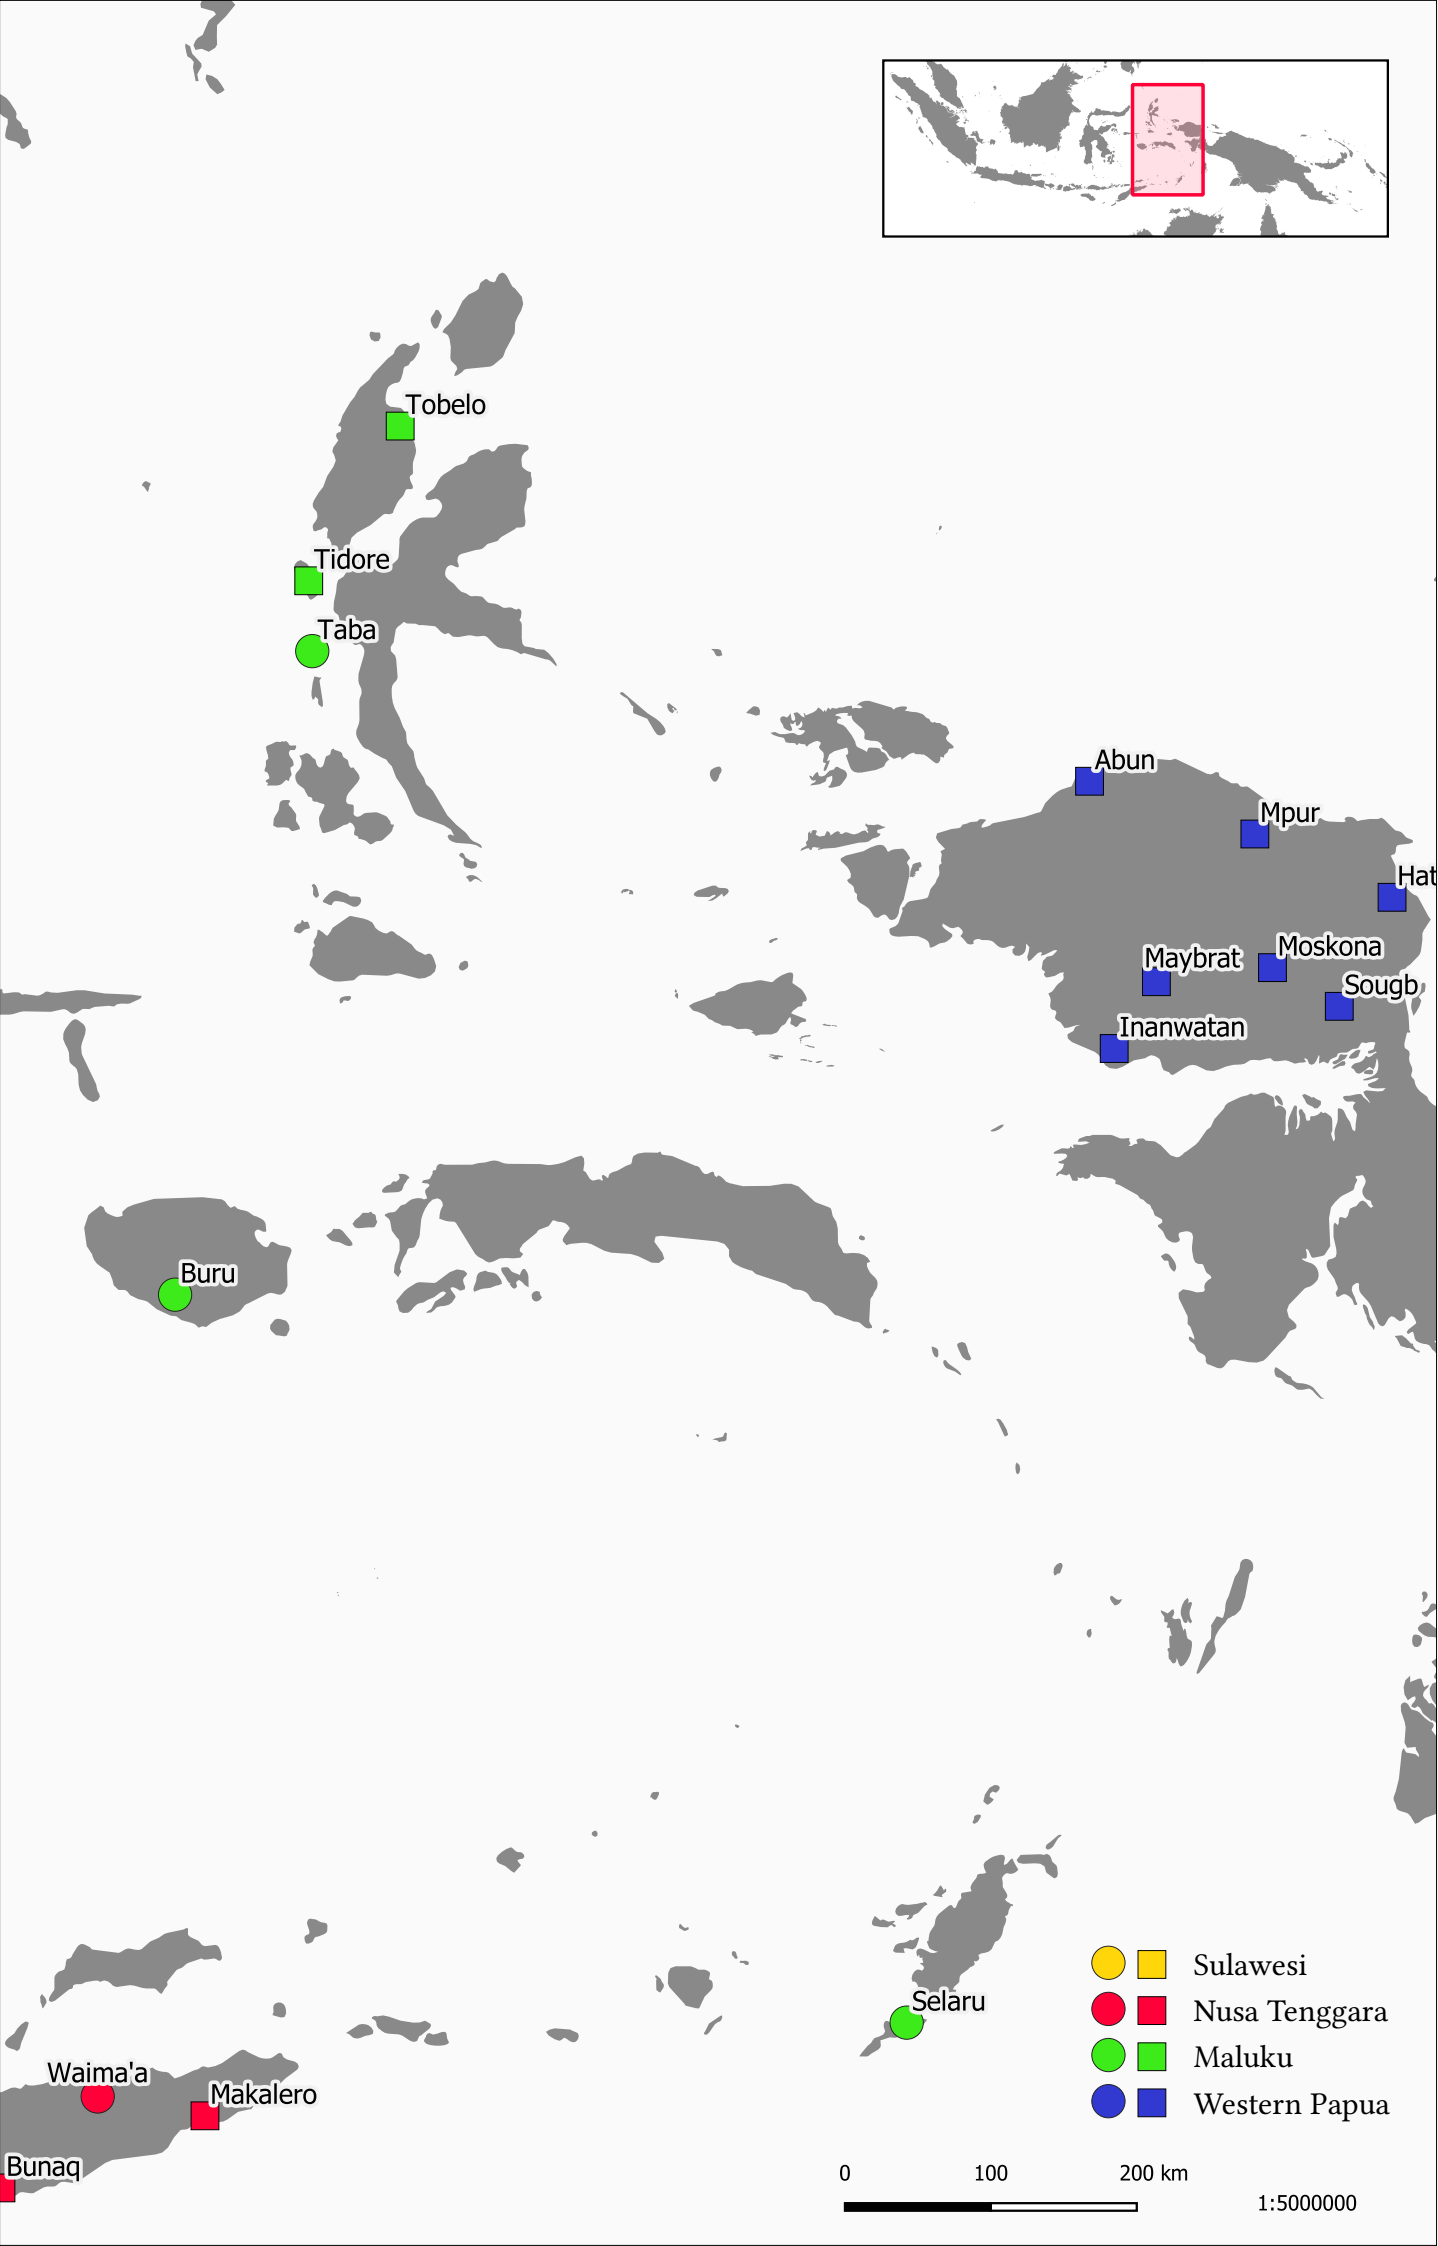 Tobelo
Tidore
Taba
Abun
Mpur
Hat
Moskona
Maybrat
Sougb
Inanwatan
Buru
Selaru
Waima'a
Makalero
Bunaq
Sulawesi
Nusa Tenggara
Maluku
Western Papua
0 100 200 km
1:5000000